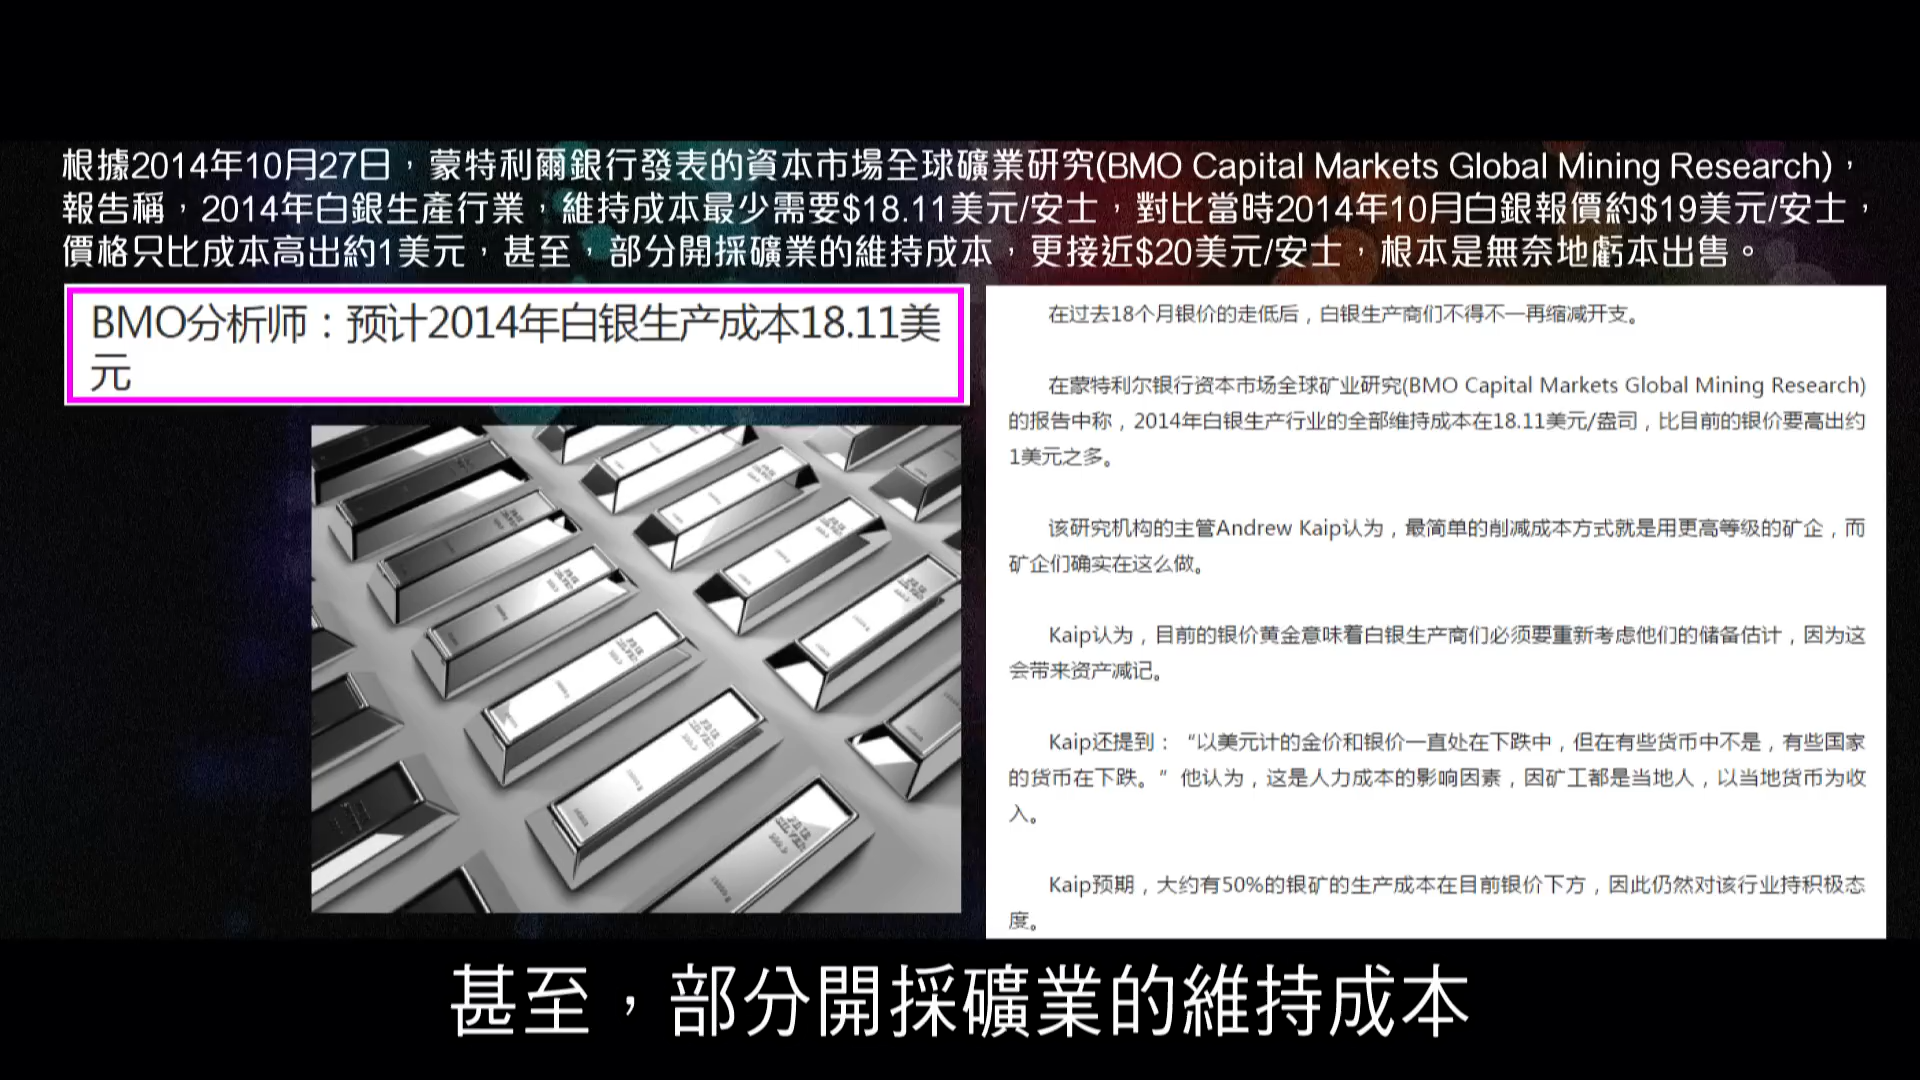 根據2014年10月27日，蒙特利爾銀行發表的資本市場全球礦業研究(BMO Capital Markets Global Mining Research)，
報告稱，2014年白銀生產行業，維持成本最少需要$18.11美元/安士，對比當時2014年10月白銀報價約$19美元/安士，
價格只比成本高出約1美元，甚至，部分開採礦業的維持成本，更接近$20美元/安士，根本是無奈地虧本出售。
BMO分析师：预计2014年白银生产成本18.11美
元
在过去18个月银价的走低后，白银生产商们不得不一再缩减开支。
在蒙特利尔银行资本市场全球矿业研究(BMO Capital Markets Global Mining Research)
的报告中称，2014年白银生产行业的全部维持成本在18.11美元/盎司，比目前的银价要高出约
1美元之多。
该研究机构的主管Andrew Kaip认为，最简单的削减成本方式就是用更高等级的矿企，而
矿企们确实在这么做。
Kaip认为，目前的银价黄金意味着白银生产商们必须要重新考虑他们的储备估计，因为这
会带来资产减记。
Kaip还提到：“以美元计的金价和银价一直处在下跌中，但在有些货币中不是，有些国家
的货币在下跌。”他认为，这是人力成本的影响因素，因矿工都是当地人，以当地货币为收
入。
Kaip预期，大约有50%的银矿的生产成本在目前银价下方，因此仍然对该行业持积极态
度。
甚至，部分開採礦業的維持成本